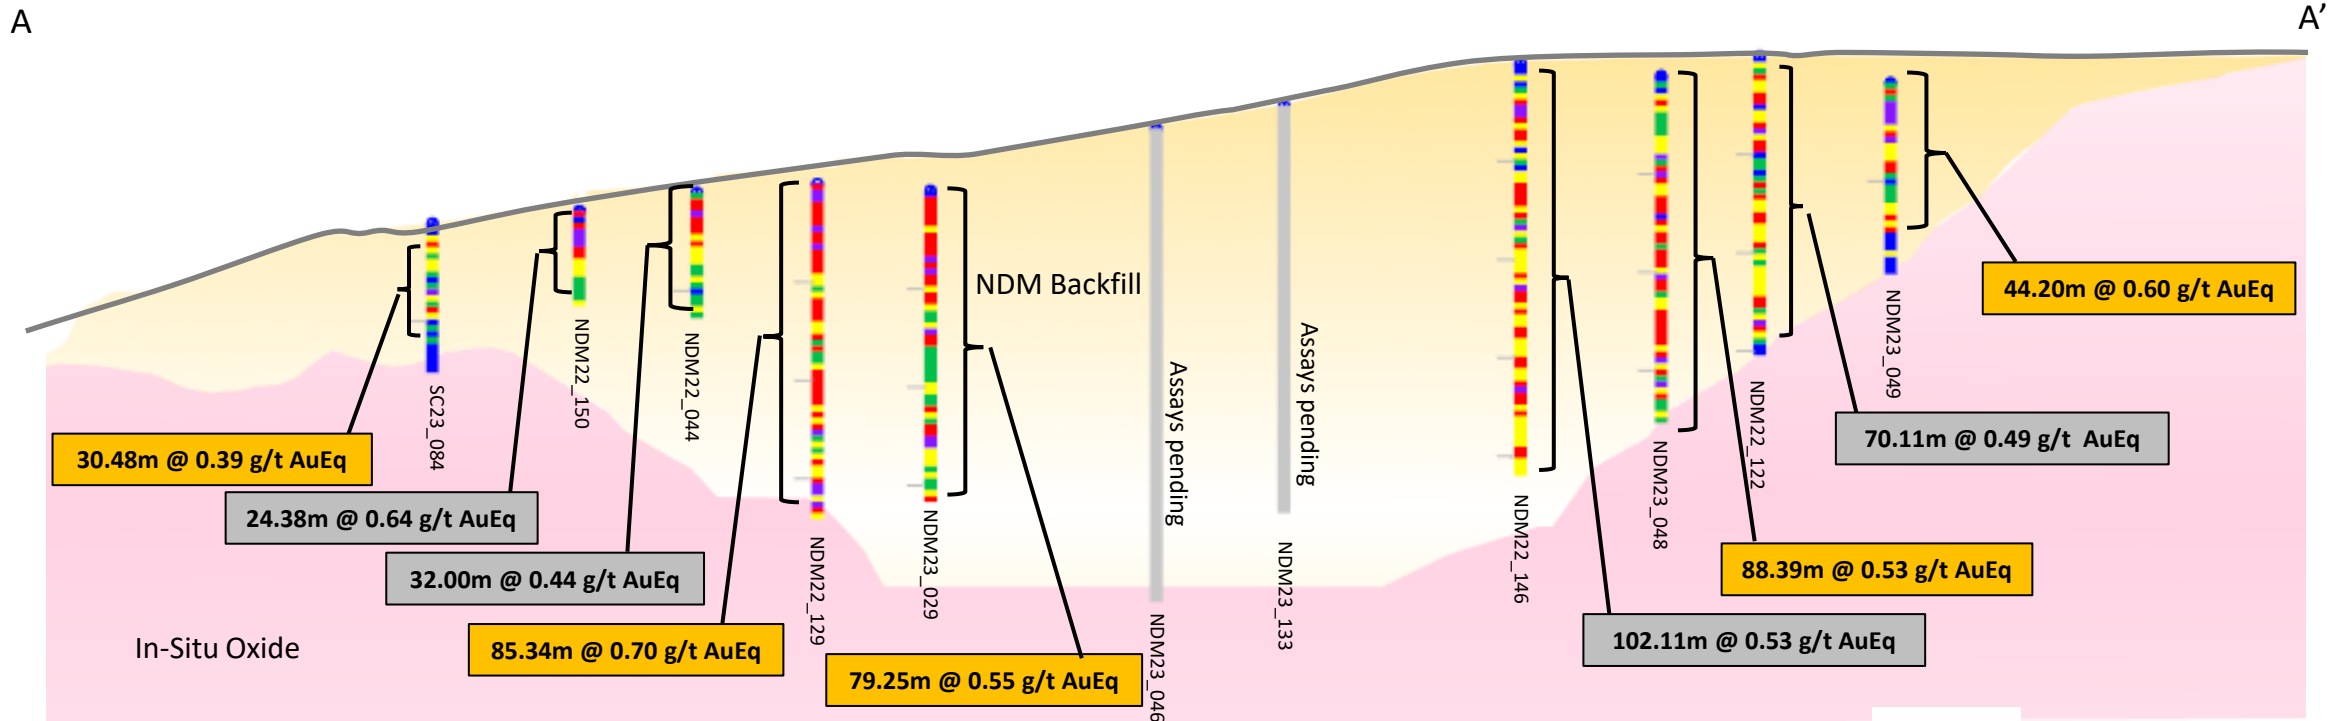 A
A’
NDM Backfill
In-Situ Oxide
SC23_084
NDM22_150
NDM22_044
NDM22_129
NDM23_029
Assays pending
NDM23_046
Assays pending
NDM23_133
NDM22_146
NDM23_048
NDM22_122
NDM23_049
30.48m @ 0.39 g/t AuEq
24.38m @ 0.64 g/t AuEq
32.00m @ 0.44 g/t AuEq
85.34m @ 0.70 g/t AuEq
79.25m @ 0.55 g/t AuEq
102.11m @ 0.53 g/t AuEq
88.39m @ 0.53 g/t AuEq
70.11m @ 0.49 g/t AuEq
44.20m @ 0.60 g/t AuEq